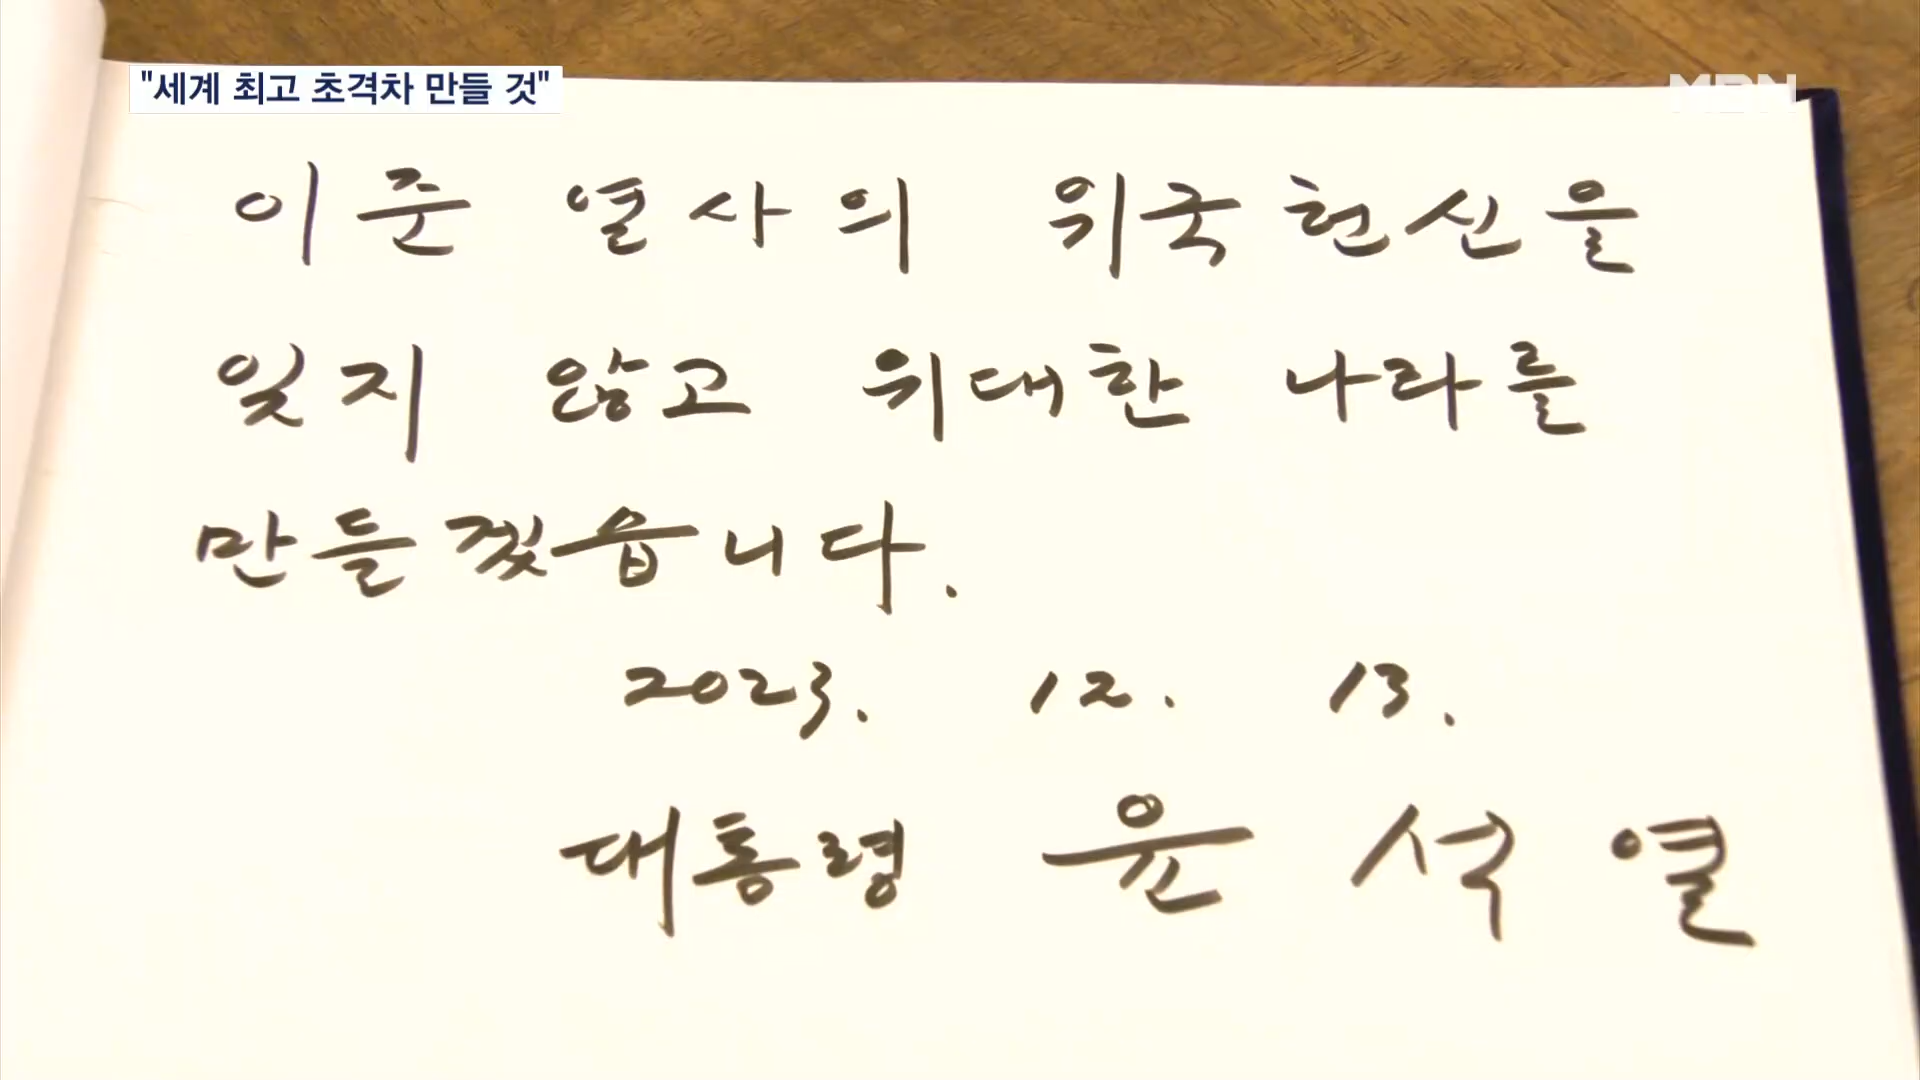 "세계 최고 초격차 만들 것"
MBN
이준 열사의 위국헌신을
잊지 않고 위대한 나라를
만들겠읍니다.
2023. 12. 13.
대통령 윤석열